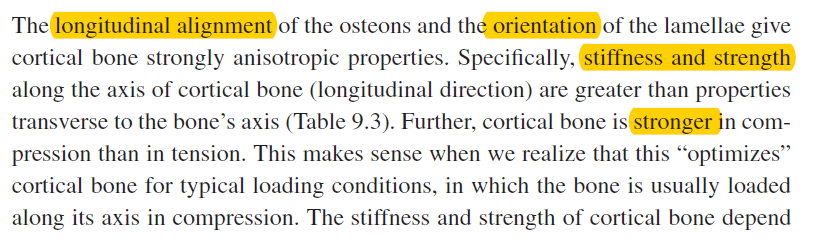 The longitudinal alignment of the osteons and the orientation of the lamellae give
cortical bone strongly anisotropic properties. Specifically, stiffness and strength
along the axis of cortical bone (longitudinal direction) are greater than properties
transverse to the bone's axis (Table 9.3). Further, cortical bone is stronger in com-
pression than in tension. This makes sense when we realize that this “optimizes”
cortical bone for typical loading conditions, in which the bone is usually loaded
along its axis in compression. The stiffness and strength of cortical bone depend